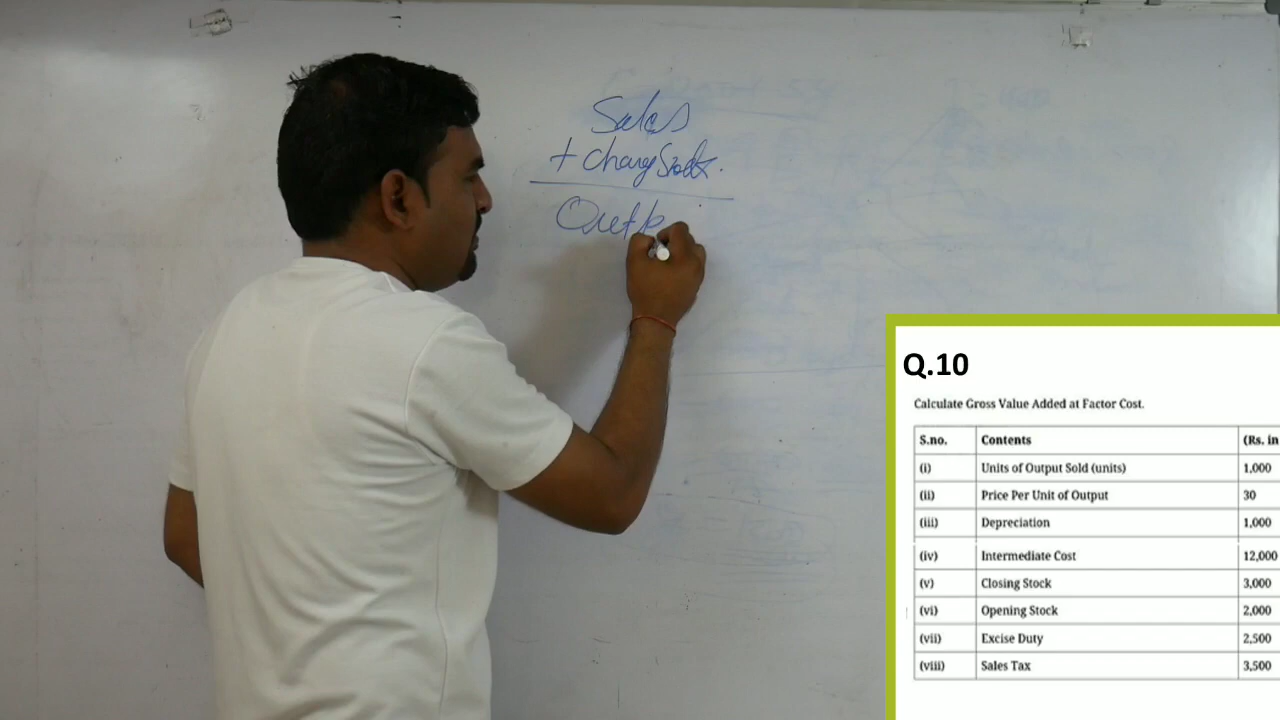 Sales
+ Chang Stock.
Outp
Q.10
Calculate Gross Value Added at Factor Cost.
S.no. Contents (Rs. in
(i) Units of Output Sold (units) 1,000
(ii) Price Per Unit of Output 30
(iii) Depreciation 1,000
(iv) Intermediate Cost 12,000
(v) Closing Stock 3,000
(vi) Opening Stock 2,000
(vii) Excise Duty 2,500
(viii) Sales Tax 3,500